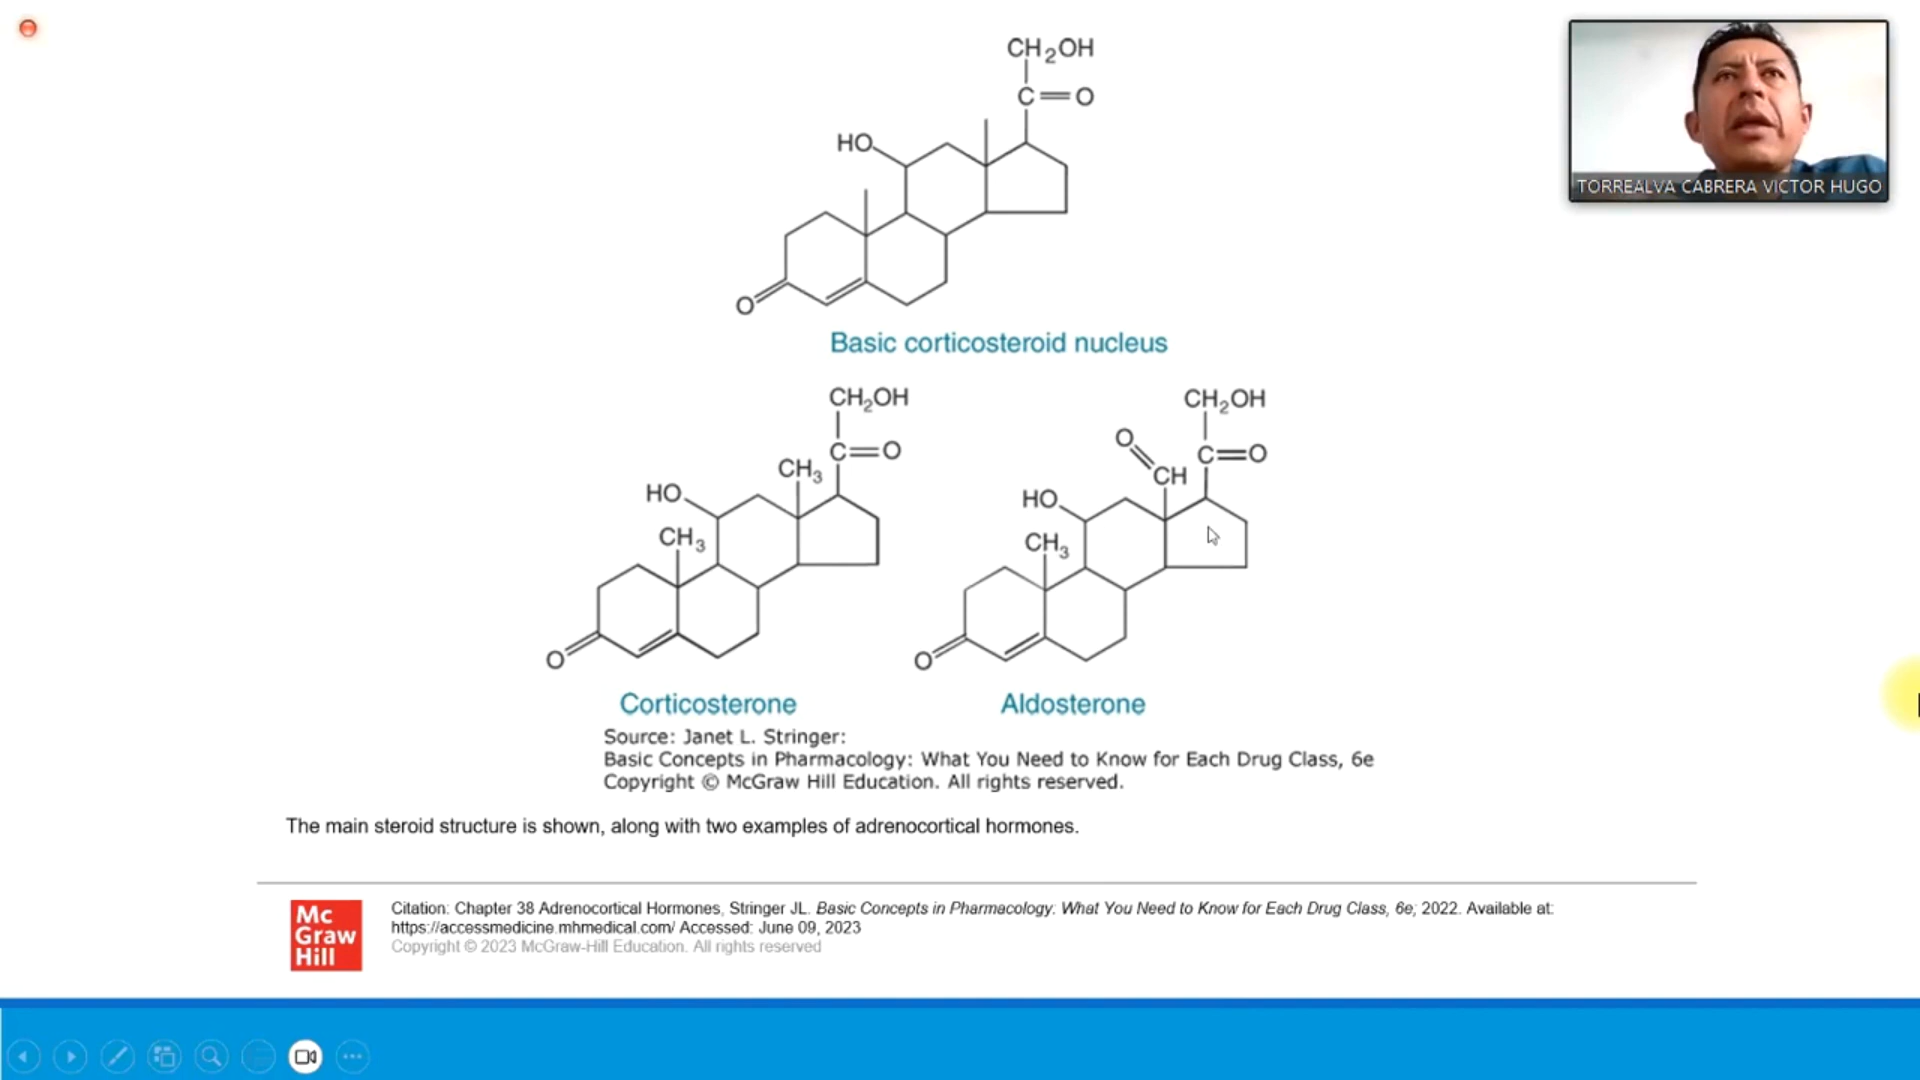 CH2OH
C=O
HO
O
Basic corticosteroid nucleus
CH2OH
C=O
CH3
HO
CH3
O
Corticosterone
CH2OH
O
C=O
CH
HO
CH3
O
Aldosterone
Source: Janet L. Stringer:
Basic Concepts in Pharmacology: What You Need to Know for Each Drug Class, 6e
Copyright © McGraw Hill Education. All rights reserved.
The main steroid structure is shown, along with two examples of adrenocortical hormones.
Mc
Graw
Hill
Citation: Chapter 38 Adrenocortical Hormones, Stringer JL. Basic Concepts in Pharmacology: What You Need to Know for Each Drug Class, 6e; 2022. Available at:
https://accessmedicine.mhmedical.com/ Accessed: June 09, 2023
Copyright © 2023 McGraw-Hill Education. All rights reserved
TORREALVA CABRERA VICTOR HUGO